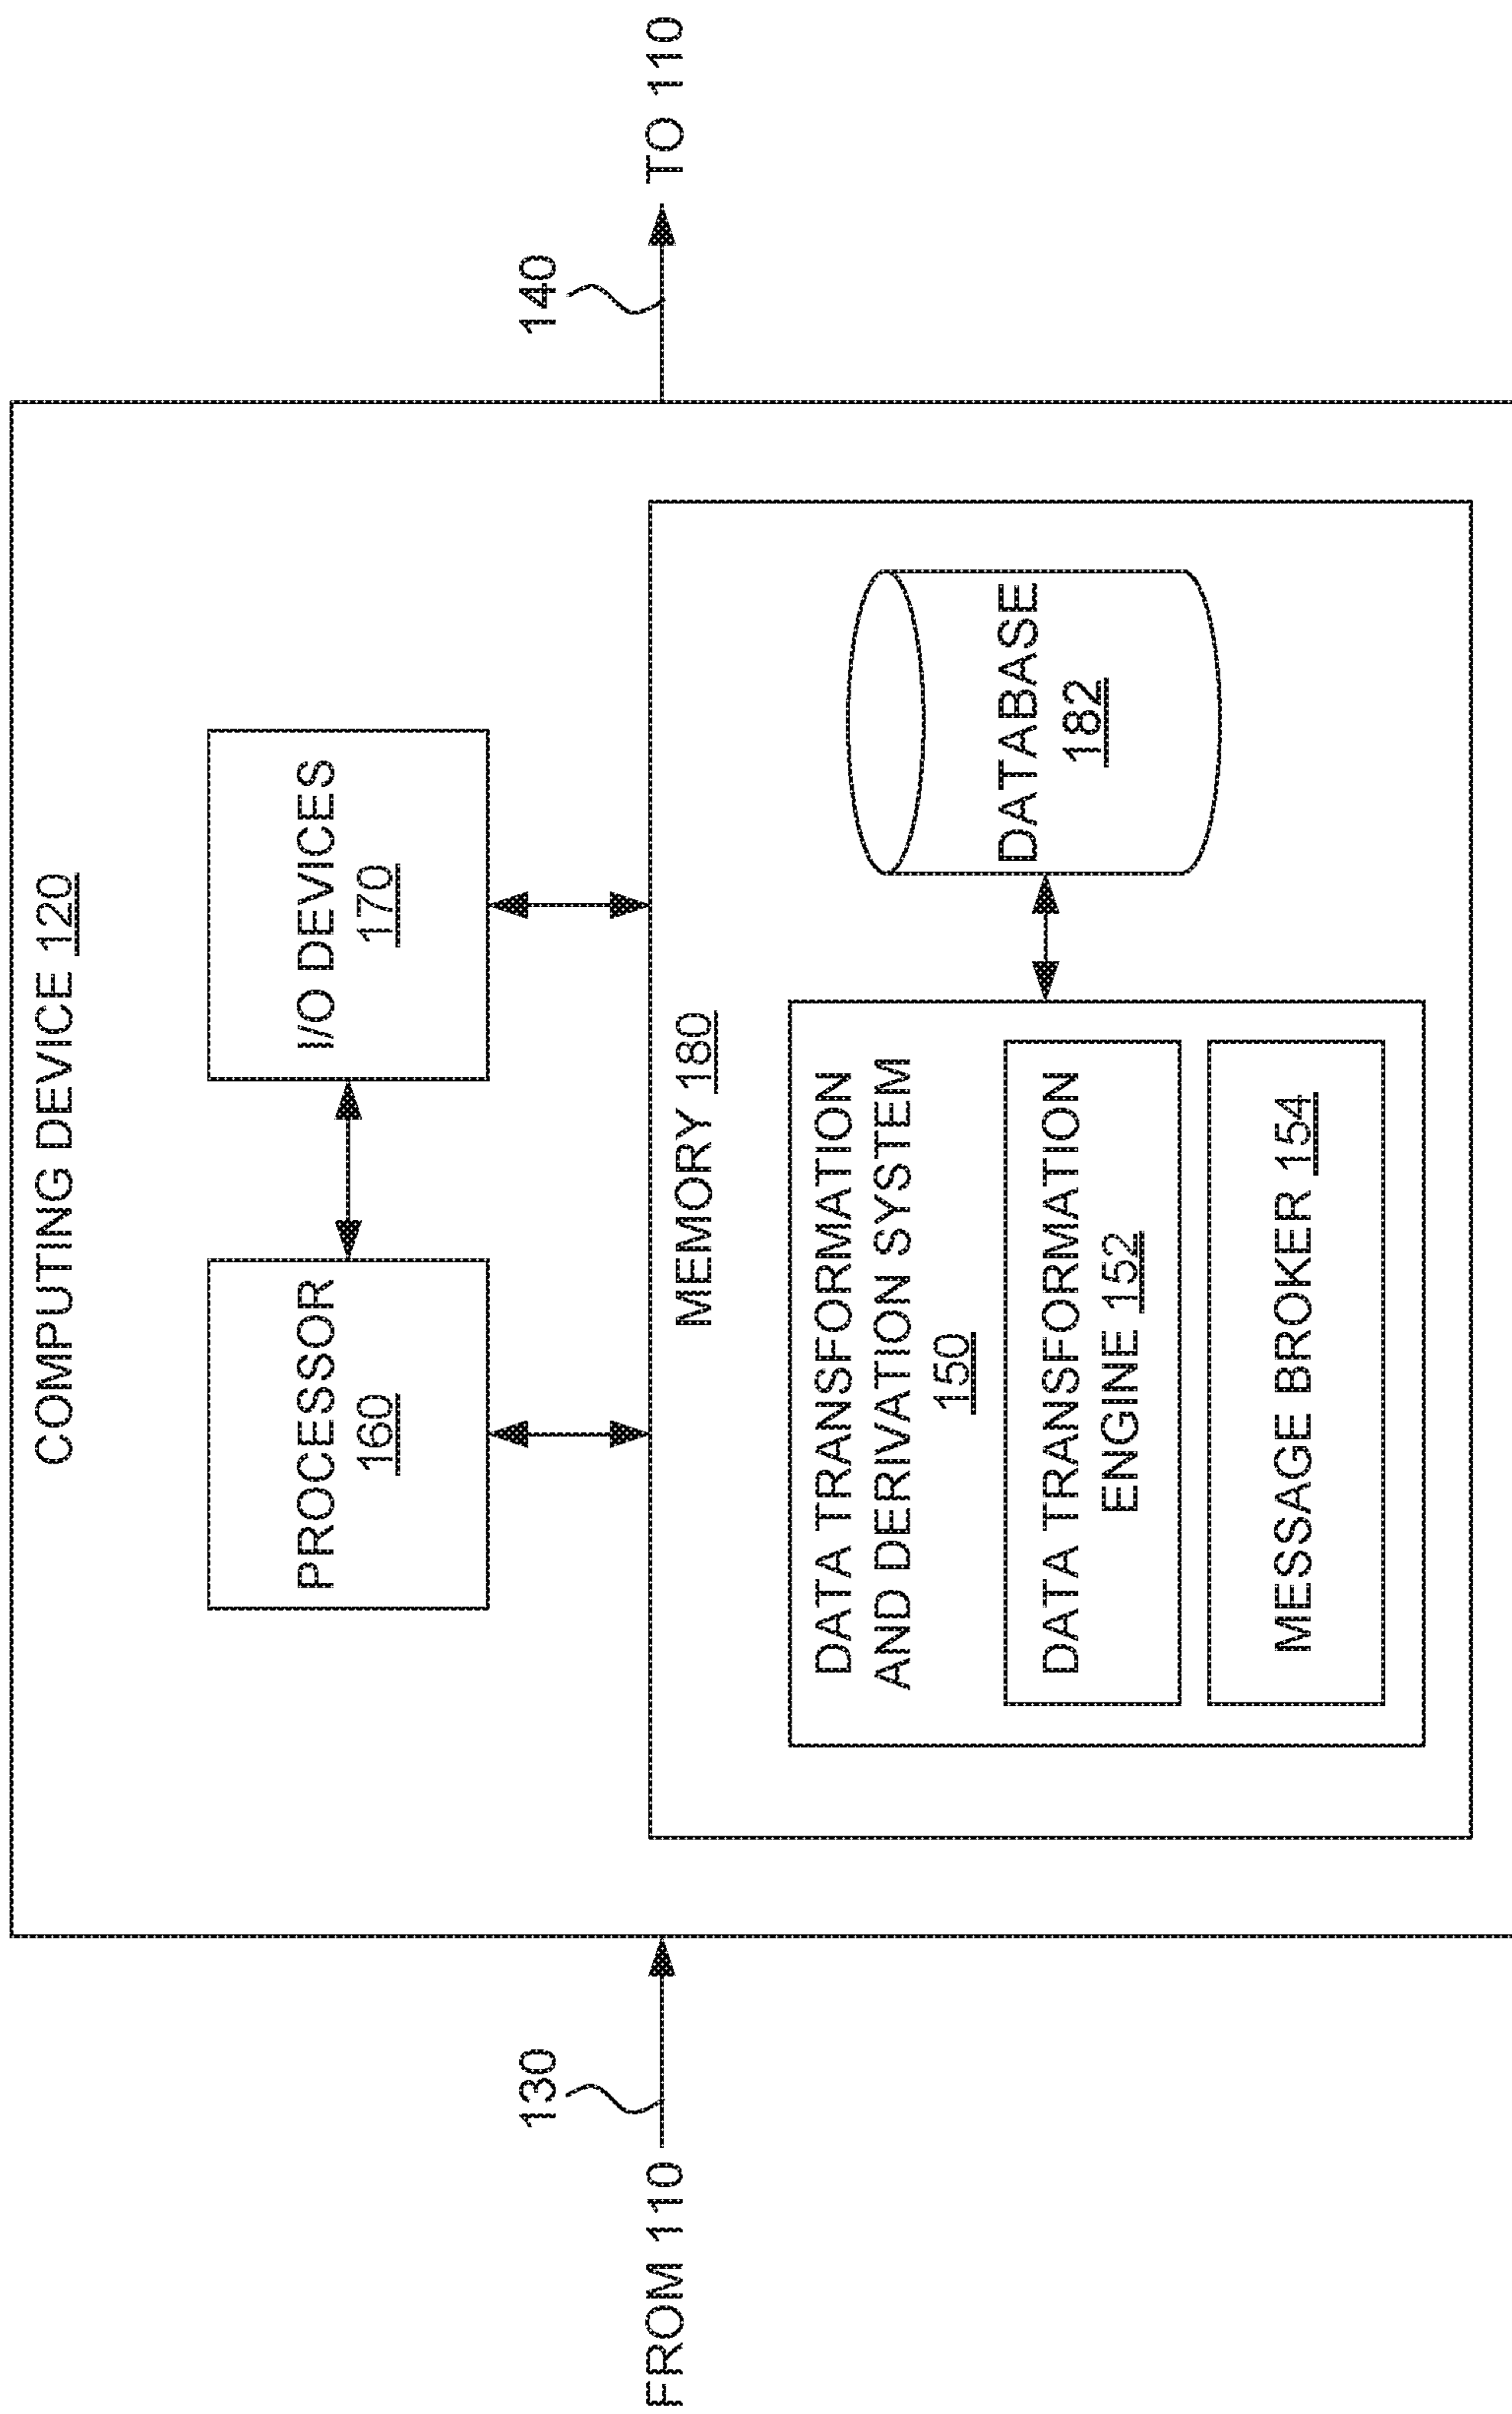 COMPUTING DEVICE 120
PROCESSOR
160
I/O DEVICES
170
130
140
FROM 110
TO 110
MEMORY 180
DATA TRANSFORMATION
AND DERIVATION SYSTEM
150
DATA TRANSFORMATION
ENGINE 152
MESSAGE BROKER 154
DATABASE
182